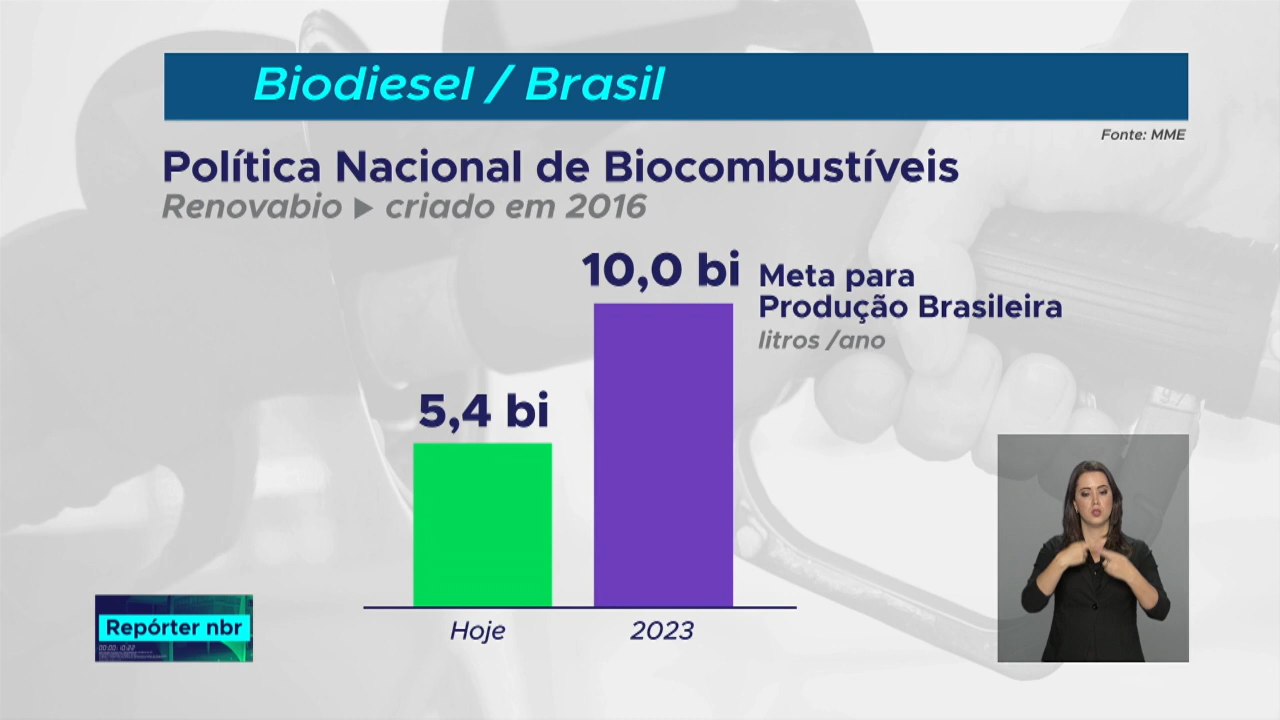 Biodiesel / Brasil
Fonte: MME
Política Nacional de Biocombustíveis
Renovabio ▶ criado em 2016
10,0 bi
Meta para
Produção Brasileira
litros /ano
5,4 bi
Hoje
2023
Repórter nbr